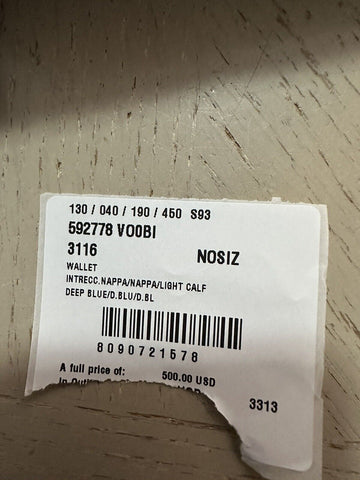 130 / 040 / 190 / 450 S93
592778 VO0BI
3116 NOSIZ
WALLET
INTRECC.NAPPA/NAPPA/LIGHT CALF
DEEP BLUE/D.BLU/D.BL
8090721578
A full price of: 500.00 USD
3313